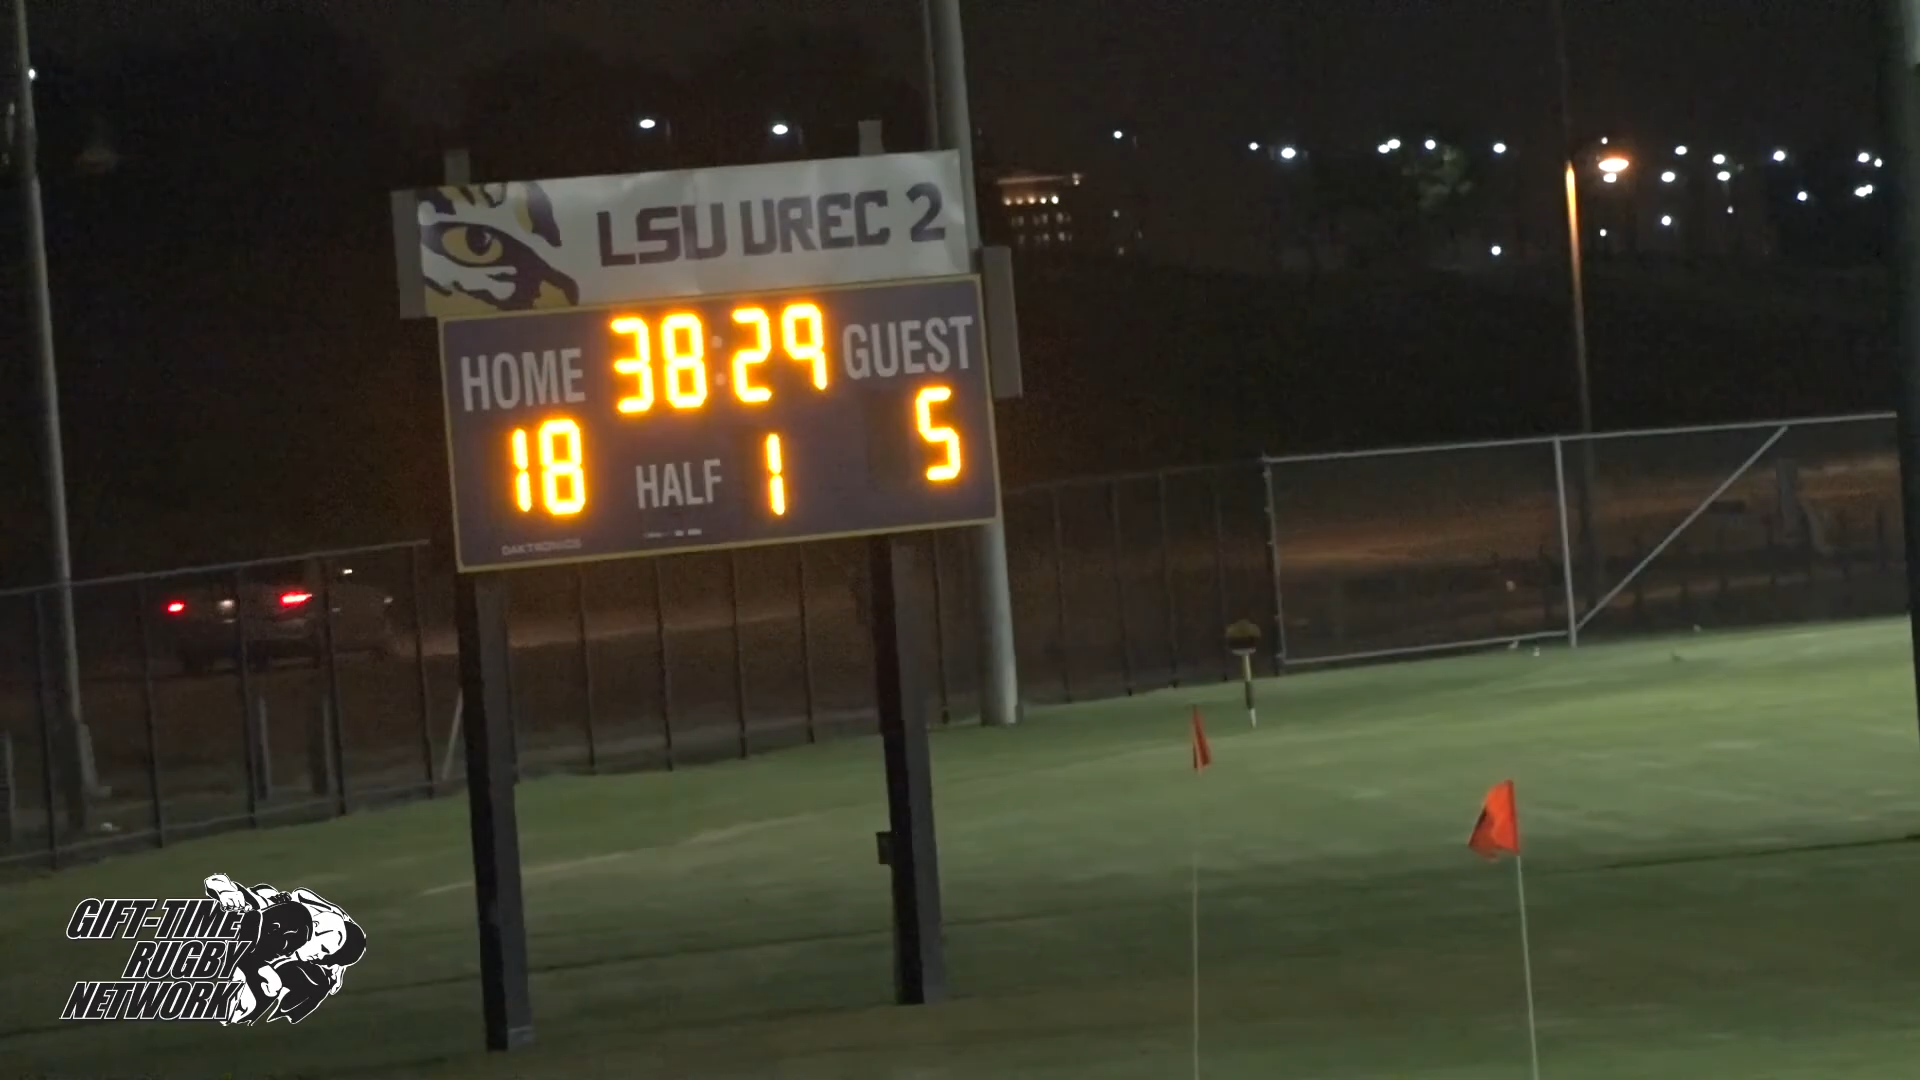 LSU UREC 2
HOME 38:29 GUEST
18 HALF 1 5
DAKTRONICS
GIFT-TIME
RUGBY
NETWORK